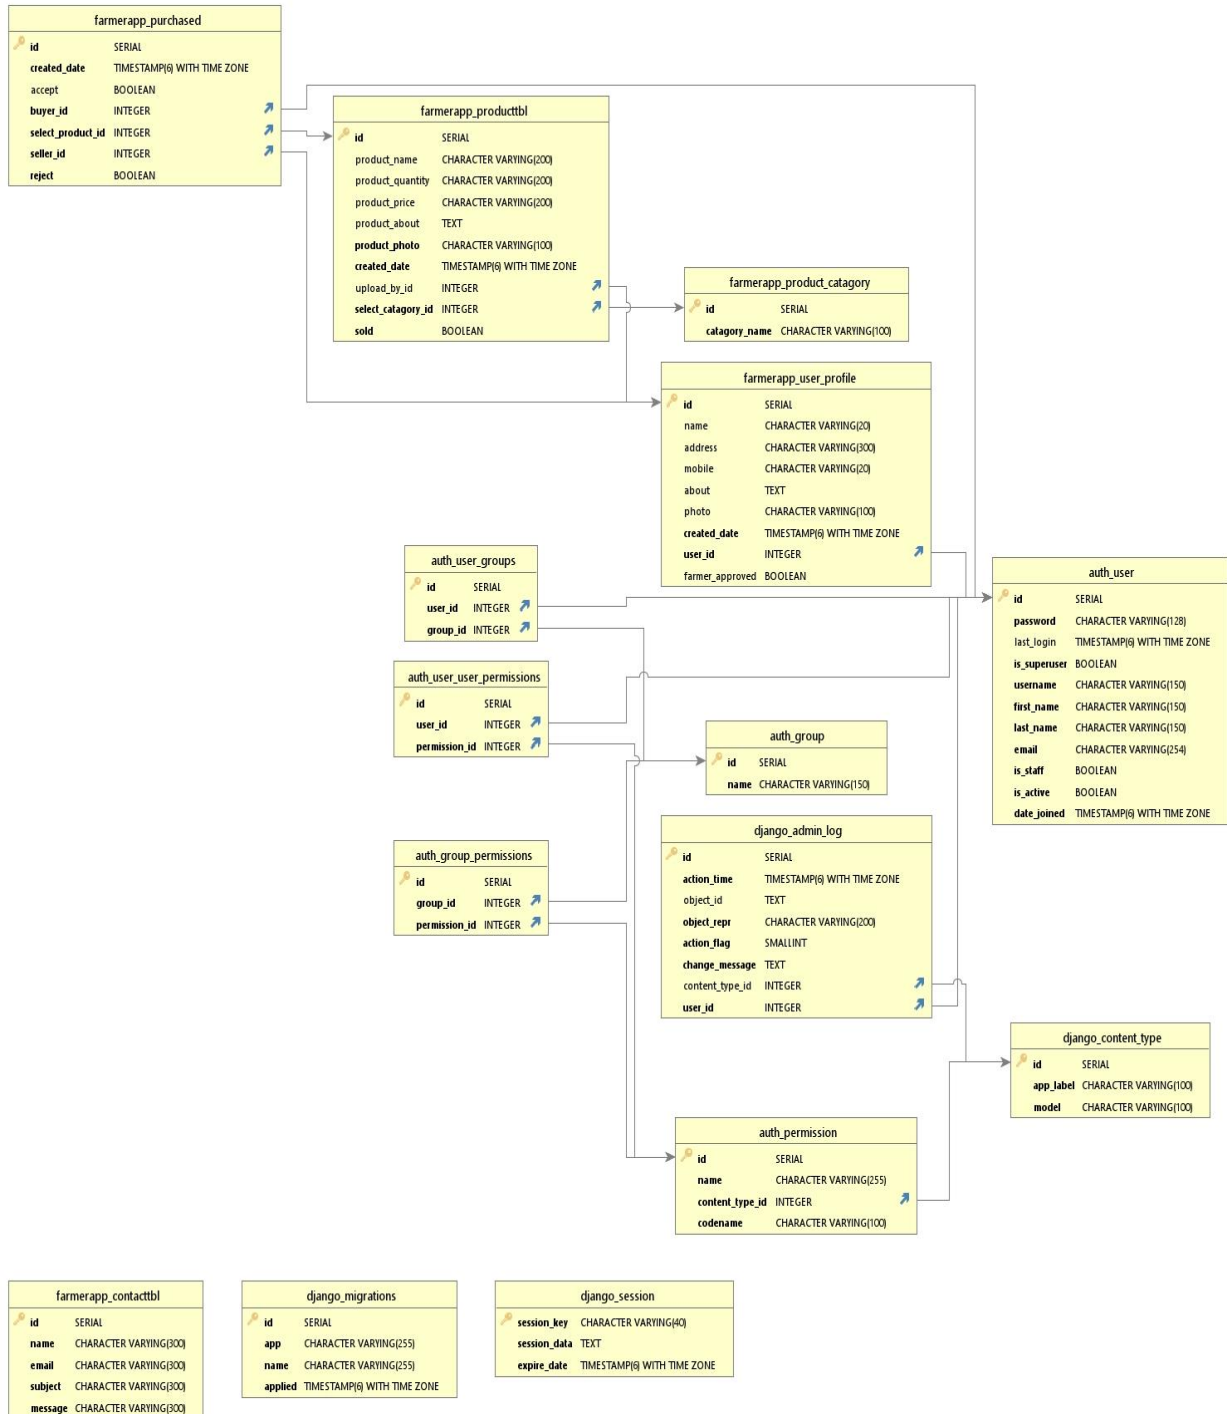 farmerapp_purchased
id SERIAL
created_date TIMESTAMP(6) WITH TIME ZONE
accept BOOLEAN
buyer_id INTEGER
select_product_id INTEGER
seller_id INTEGER
reject BOOLEAN
farmerapp_producttbl
id SERIAL
product_name CHARACTER VARYING(200)
product_quantity CHARACTER VARYING(200)
product_price CHARACTER VARYING(200)
product_about TEXT
product_photo CHARACTER VARYING(100)
created_date TIMESTAMP(6) WITH TIME ZONE
upload_by_id INTEGER
select_catagory_id INTEGER
sold BOOLEAN
farmerapp_product_catagory
id SERIAL
catagory_name CHARACTER VARYING(100)
farmerapp_user_profile
id SERIAL
name CHARACTER VARYING(20)
address CHARACTER VARYING(300)
mobile CHARACTER VARYING(20)
about TEXT
photo CHARACTER VARYING(100)
created_date TIMESTAMP(6) WITH TIME ZONE
user_id INTEGER
farmer_approved BOOLEAN
auth_user_groups
id SERIAL
user_id INTEGER
group_id INTEGER
auth_user
id SERIAL
password CHARACTER VARYING(128)
last_login TIMESTAMP(6) WITH TIME ZONE
is_superuser BOOLEAN
username CHARACTER VARYING(150)
first_name CHARACTER VARYING(150)
last_name CHARACTER VARYING(150)
email CHARACTER VARYING(254)
is_staff BOOLEAN
is_active BOOLEAN
date_joined TIMESTAMP(6) WITH TIME ZONE
auth_user_user_permissions
id SERIAL
user_id INTEGER
permission_id INTEGER
auth_group
id SERIAL
name CHARACTER VARYING(150)
auth_group_permissions
id SERIAL
group_id INTEGER
permission_id INTEGER
django_admin_log
id SERIAL
action_time TIMESTAMP(6) WITH TIME ZONE
object_id TEXT
object_repr CHARACTER VARYING(200)
action_flag SMALLINT
change_message TEXT
content_type_id INTEGER
user_id INTEGER
django_content_type
id SERIAL
app_label CHARACTER VARYING(100)
model CHARACTER VARYING(100)
auth_permission
id SERIAL
name CHARACTER VARYING(255)
content_type_id INTEGER
codename CHARACTER VARYING(100)
farmerapp_contacttbl
id SERIAL
name CHARACTER VARYING(300)
email CHARACTER VARYING(300)
subject CHARACTER VARYING(300)
message CHARACTER VARYING(300)
django_migrations
id SERIAL
app CHARACTER VARYING(255)
name CHARACTER VARYING(255)
applied TIMESTAMP(6) WITH TIME ZONE
django_session
session_key CHARACTER VARYING(40)
session_data TEXT
expire_date TIMESTAMP(6) WITH TIME ZONE